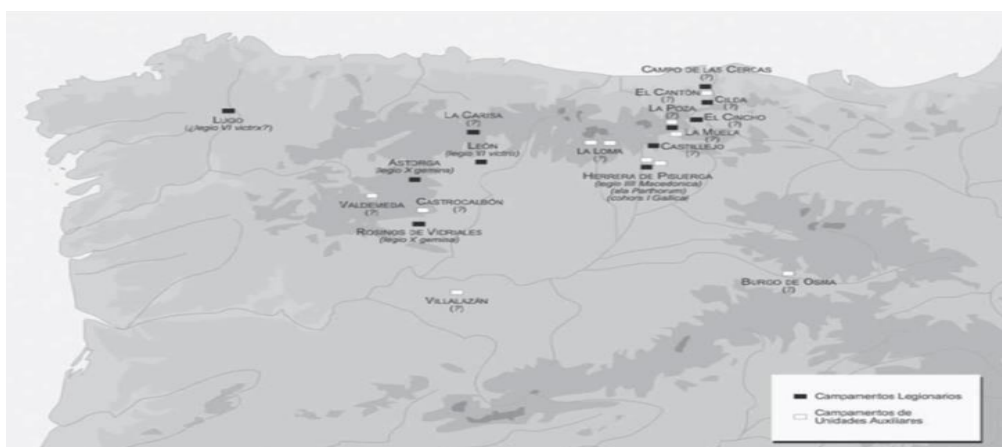 CAMPO DE LAS CERCAS
(?)
EL CANTÓN
(?)
CILDA
(?)
LA POZA
(?)
EL CINCHO
(?)
LA MUELA
(?)
CASTILLEJO
(?)
LA LOMA
(?)
LUGO
(¿legio VI victrix?)
LA CARISA
(?)
LEÓN
(legio VI victrix)
ASTORGA
(legio X gemina)
HERRERA DE PISUERGA
(legio IIII Macedonica)
(ala Parthorum)
(cohors I Gallica)
VALDEMEDA
(?)
CASTROCALBÓN
(?)
ROSINOS DE VIDRIALES
(legio X gemina)
VILLALAZÁN
(?)
BURGO DE OSMA
(?)
Campamentos Legionarios
Campamentos de
Unidades Auxiliares